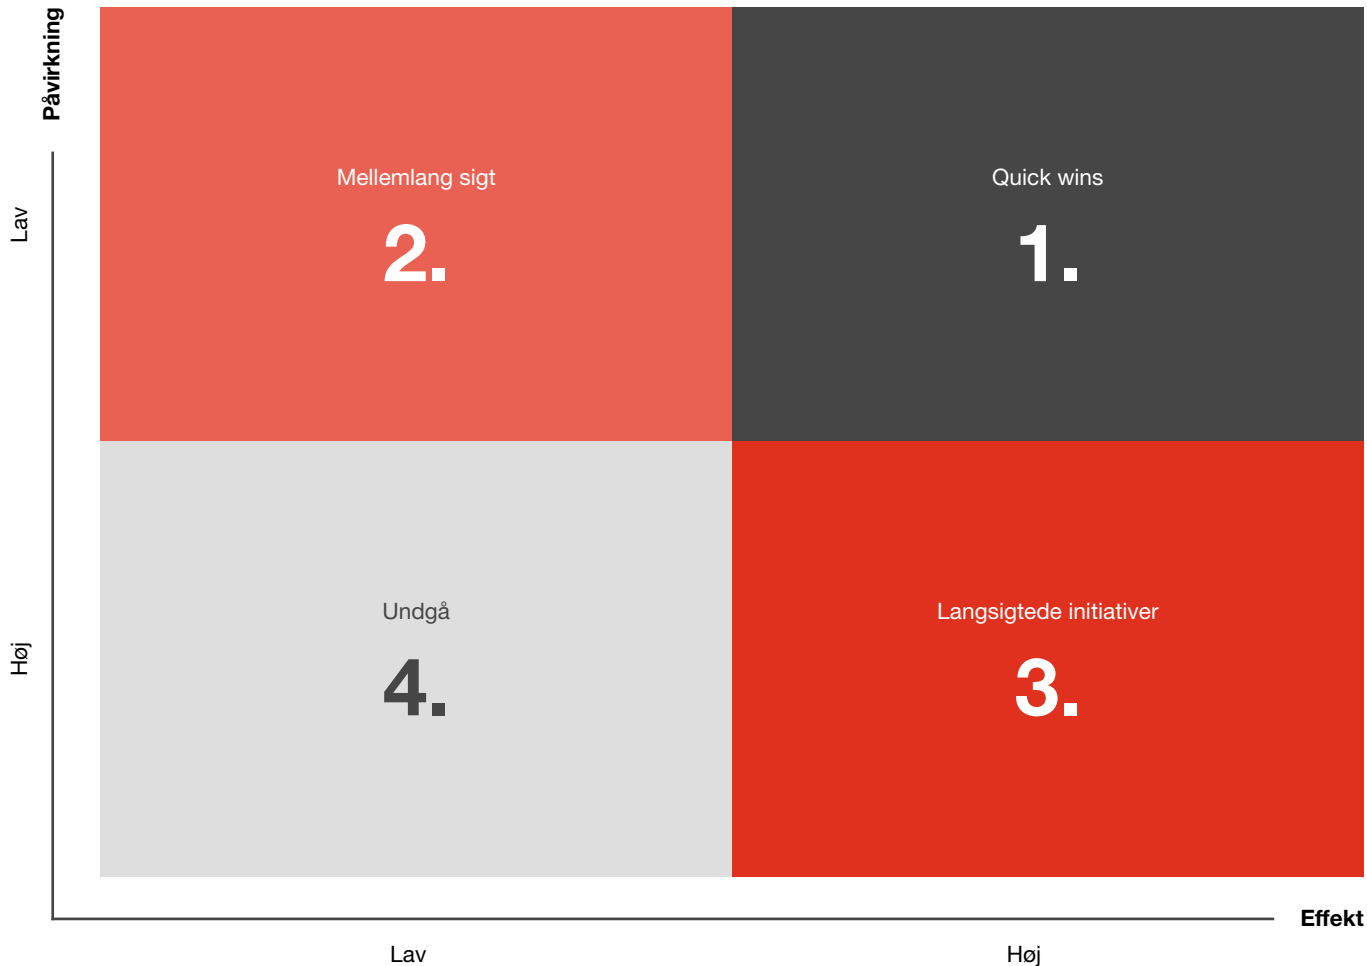 Påvirkning
Lav
Høj
Mellemlang sigt
2.
Quick wins
1.
Undgå
4.
Langsigtede initiativer
3.
Effekt
Lav
Høj